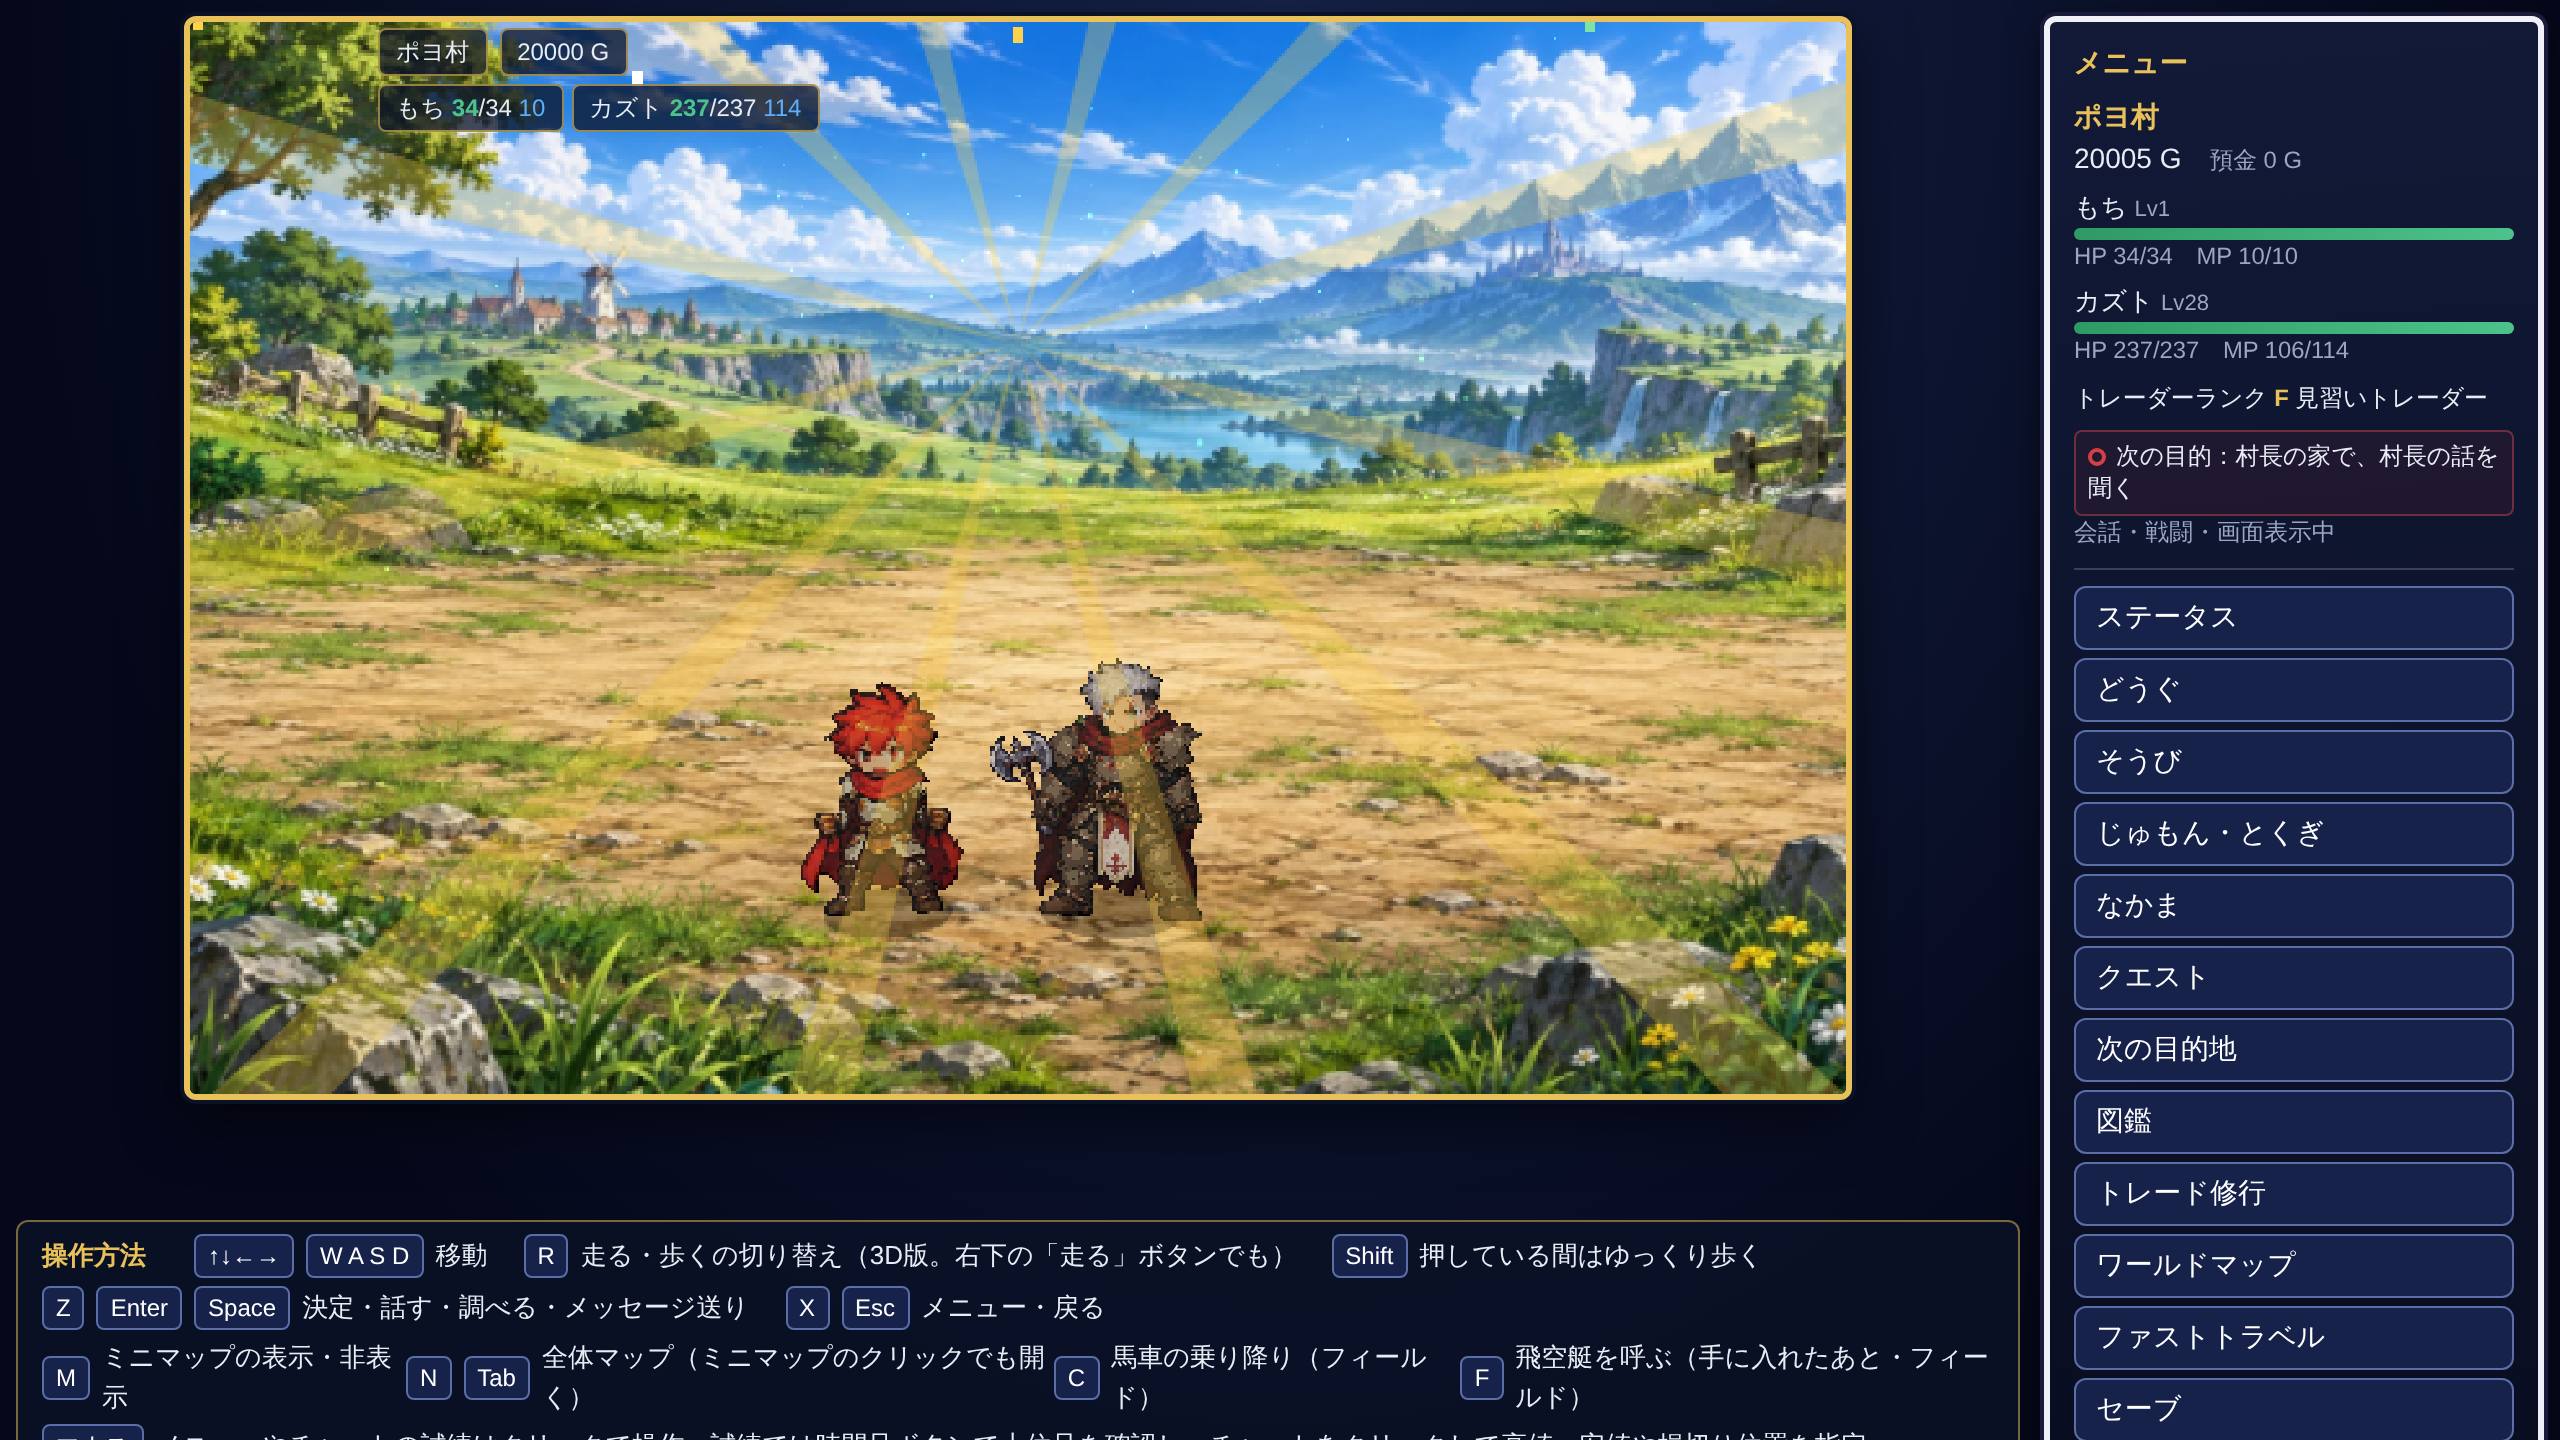 ポヨ村 20000 G
もち 34/34 10 カズト 237/237 114
メニュー
ポヨ村
20005 G 預金 0 G
もち Lv1
HP 34/34 MP 10/10
カズト Lv28
HP 237/237 MP 106/114
トレーダーランク F 見習いトレーダー
次の目的：村長の家で、村長の話を
聞く
会話・戦闘・画面表示中
ステータス
どうぐ
そうび
じゅもん・とくぎ
なかま
クエスト
次の目的地
図鑑
トレード修行
ワールドマップ
ファストトラベル
セーブ
操作方法 ↑↓←→ W A S D 移動 R 走る・歩くの切り替え（3D版。右下の「走る」ボタンでも） Shift 押している間はゆっくり歩く
Z Enter Space 決定・話す・調べる・メッセージ送り X Esc メニュー・戻る
M ミニマップの表示・非表示 N Tab 全体マップ（ミニマップのクリックでも開く） C 馬車の乗り降り（フィールド） F 飛空艇を呼ぶ（手に入れたあと・フィールド）